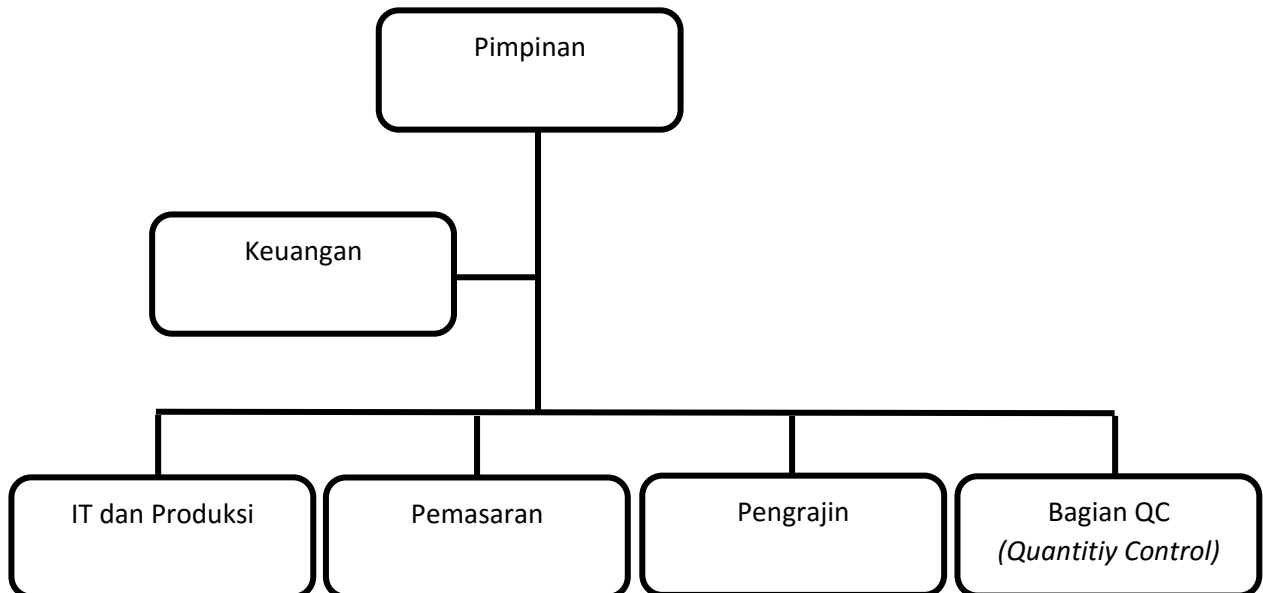 Pimpinan
Keuangan
IT dan Produksi
Pemasaran
Pengrajin
Bagian QC
(Quantitiy Control)